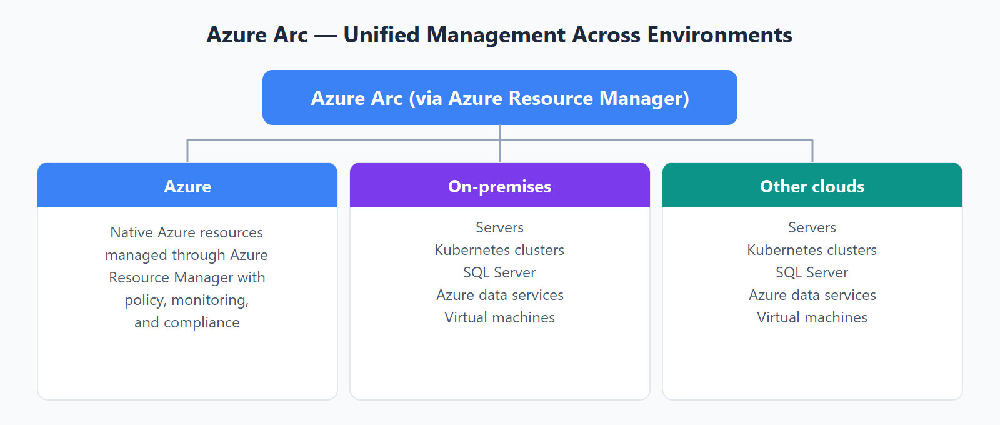 Azure Arc — Unified Management Across Environments
Azure Arc (via Azure Resource Manager)
Azure
Native Azure resources
managed through Azure
Resource Manager with
policy, monitoring,
and compliance
On-premises
Servers
Kubernetes clusters
SQL Server
Azure data services
Virtual machines
Other clouds
Servers
Kubernetes clusters
SQL Server
Azure data services
Virtual machines